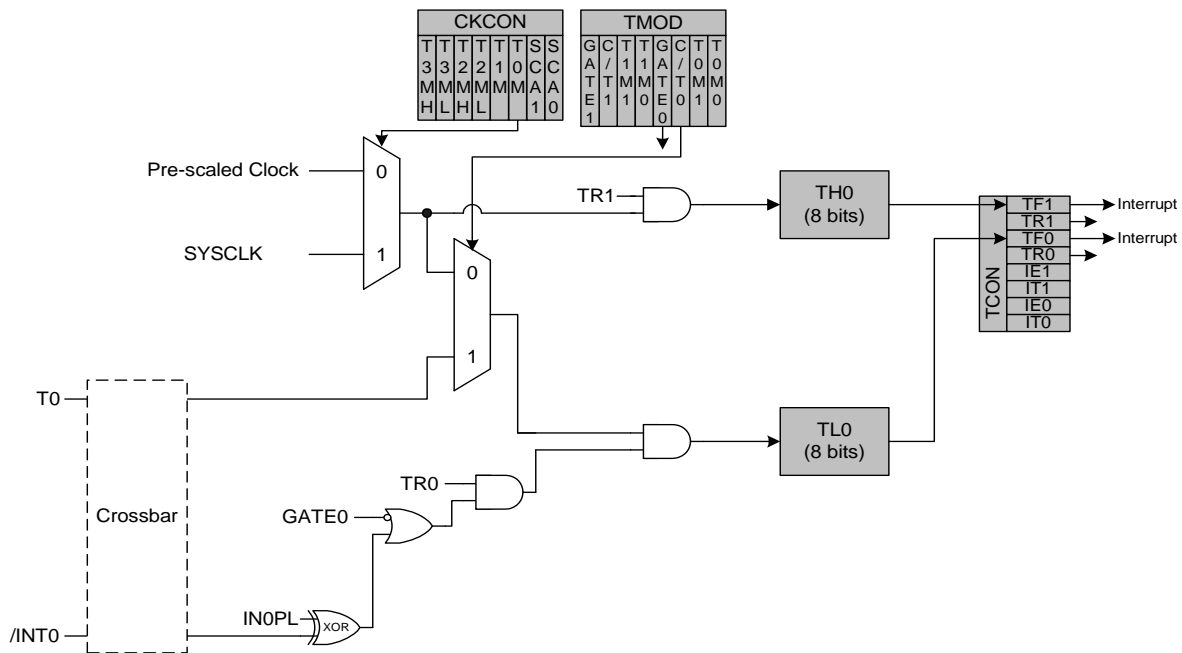 CKCON
T3MH
T3ML
T2MH
T2ML
T1M
T0M
SCA1
SCA0
TMOD
GATE1
C/T1
T1M1
T1M0
GATE0
C/T0
T0M1
T0M0
Pre-scaled Clock
0
SYSCLK
1
TR1
TH0
(8 bits)
TCON
TF1
TR1
TF0
TR0
IE1
IT1
IE0
IT0
Interrupt
Interrupt
0
1
T0
Crossbar
/INT0
TL0
(8 bits)
TR0
GATE0
IN0PL
XOR